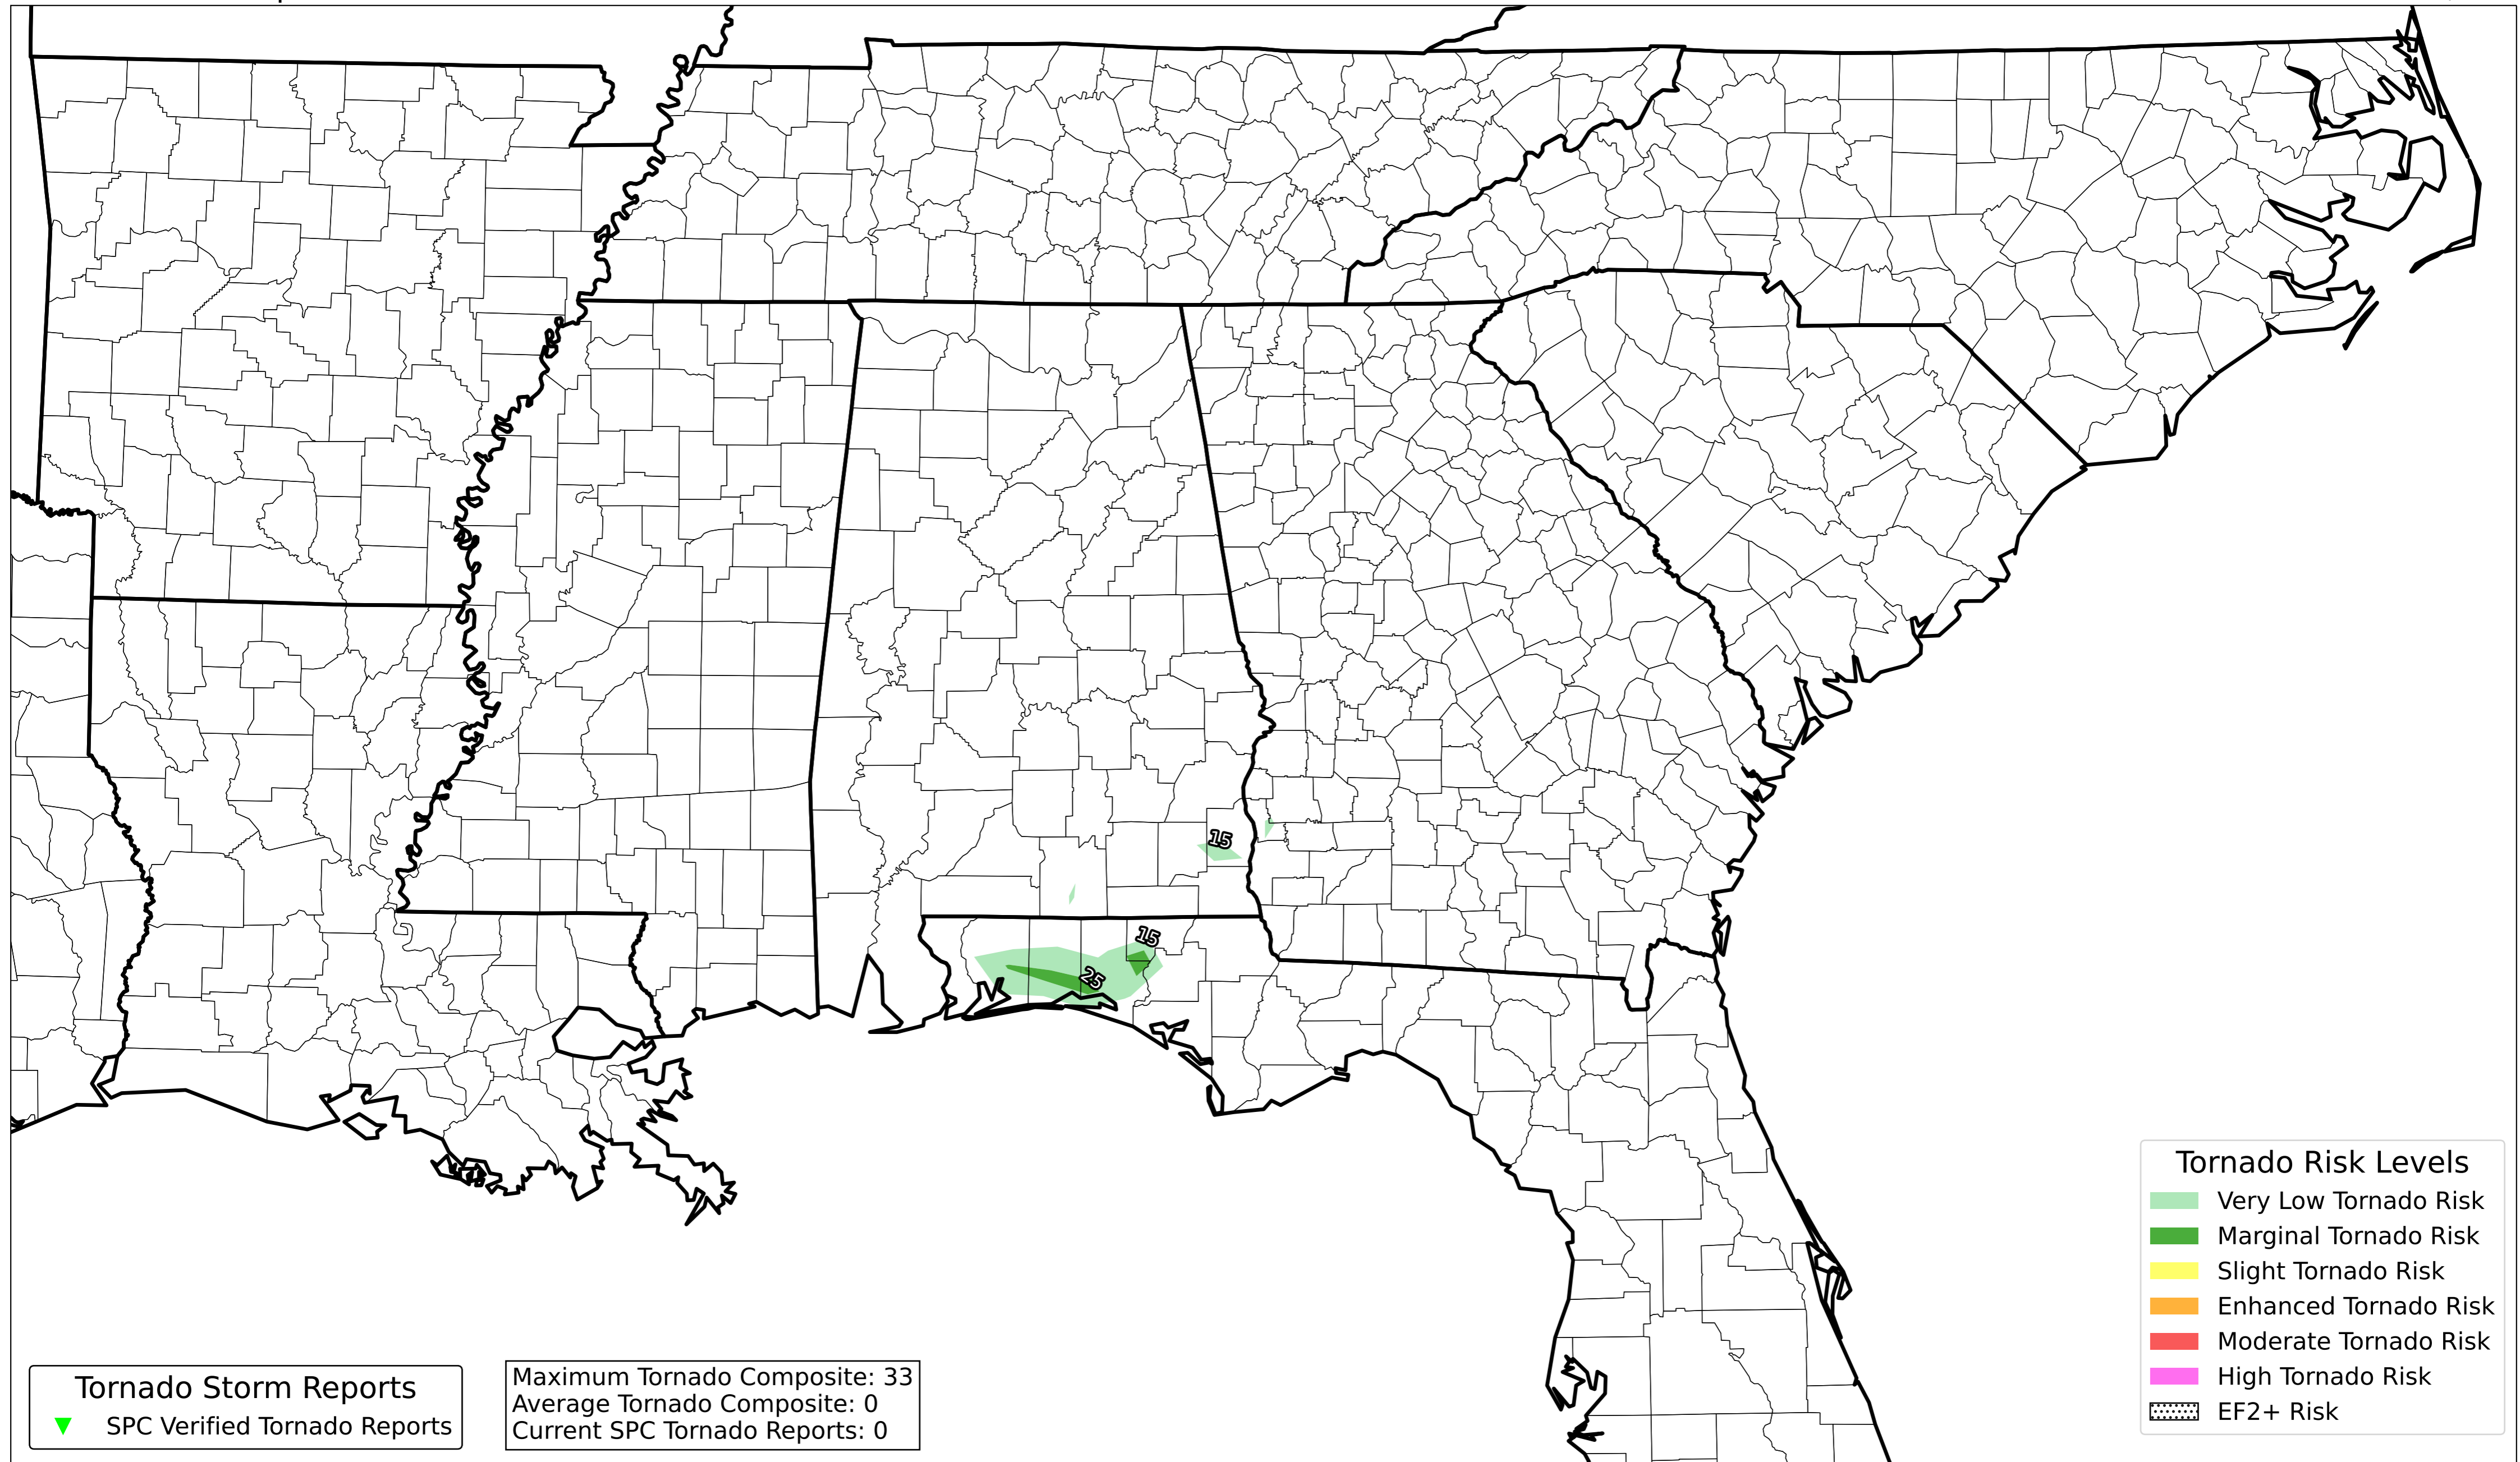 15
15
25
Tornado Risk Levels
Very Low Tornado Risk
Marginal Tornado Risk
Slight Tornado Risk
Enhanced Tornado Risk
Moderate Tornado Risk
High Tornado Risk
EF2+ Risk
Tornado Storm Reports
SPC Verified Tornado Reports
Maximum Tornado Composite: 33
Average Tornado Composite: 0
Current SPC Tornado Reports: 0